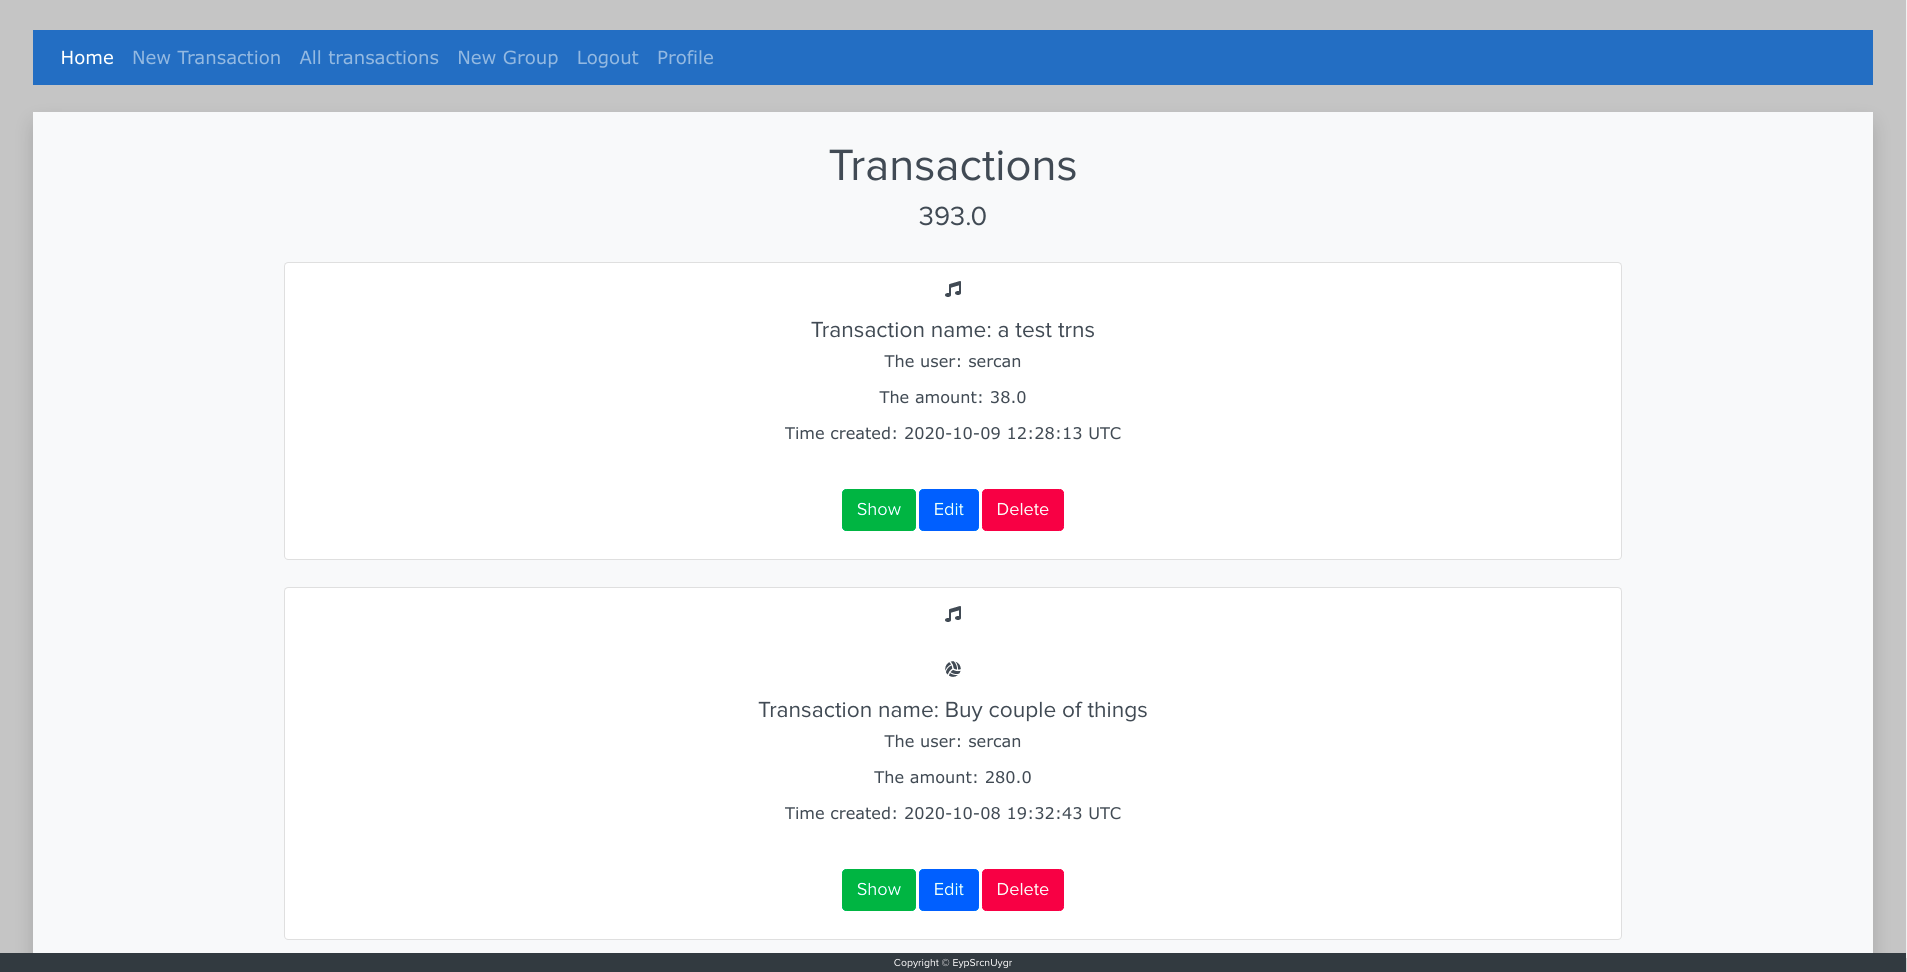 Home New Transaction All transactions New Group Logout Profile
Transactions
393.0
Transaction name: a test trns
The user: sercan
The amount: 38.0
Time created: 2020-10-09 12:28:13 UTC
Show Edit Delete
Transaction name: Buy couple of things
The user: sercan
The amount: 280.0
Time created: 2020-10-08 19:32:43 UTC
Show Edit Delete
Copyright © EypSrcnUygr